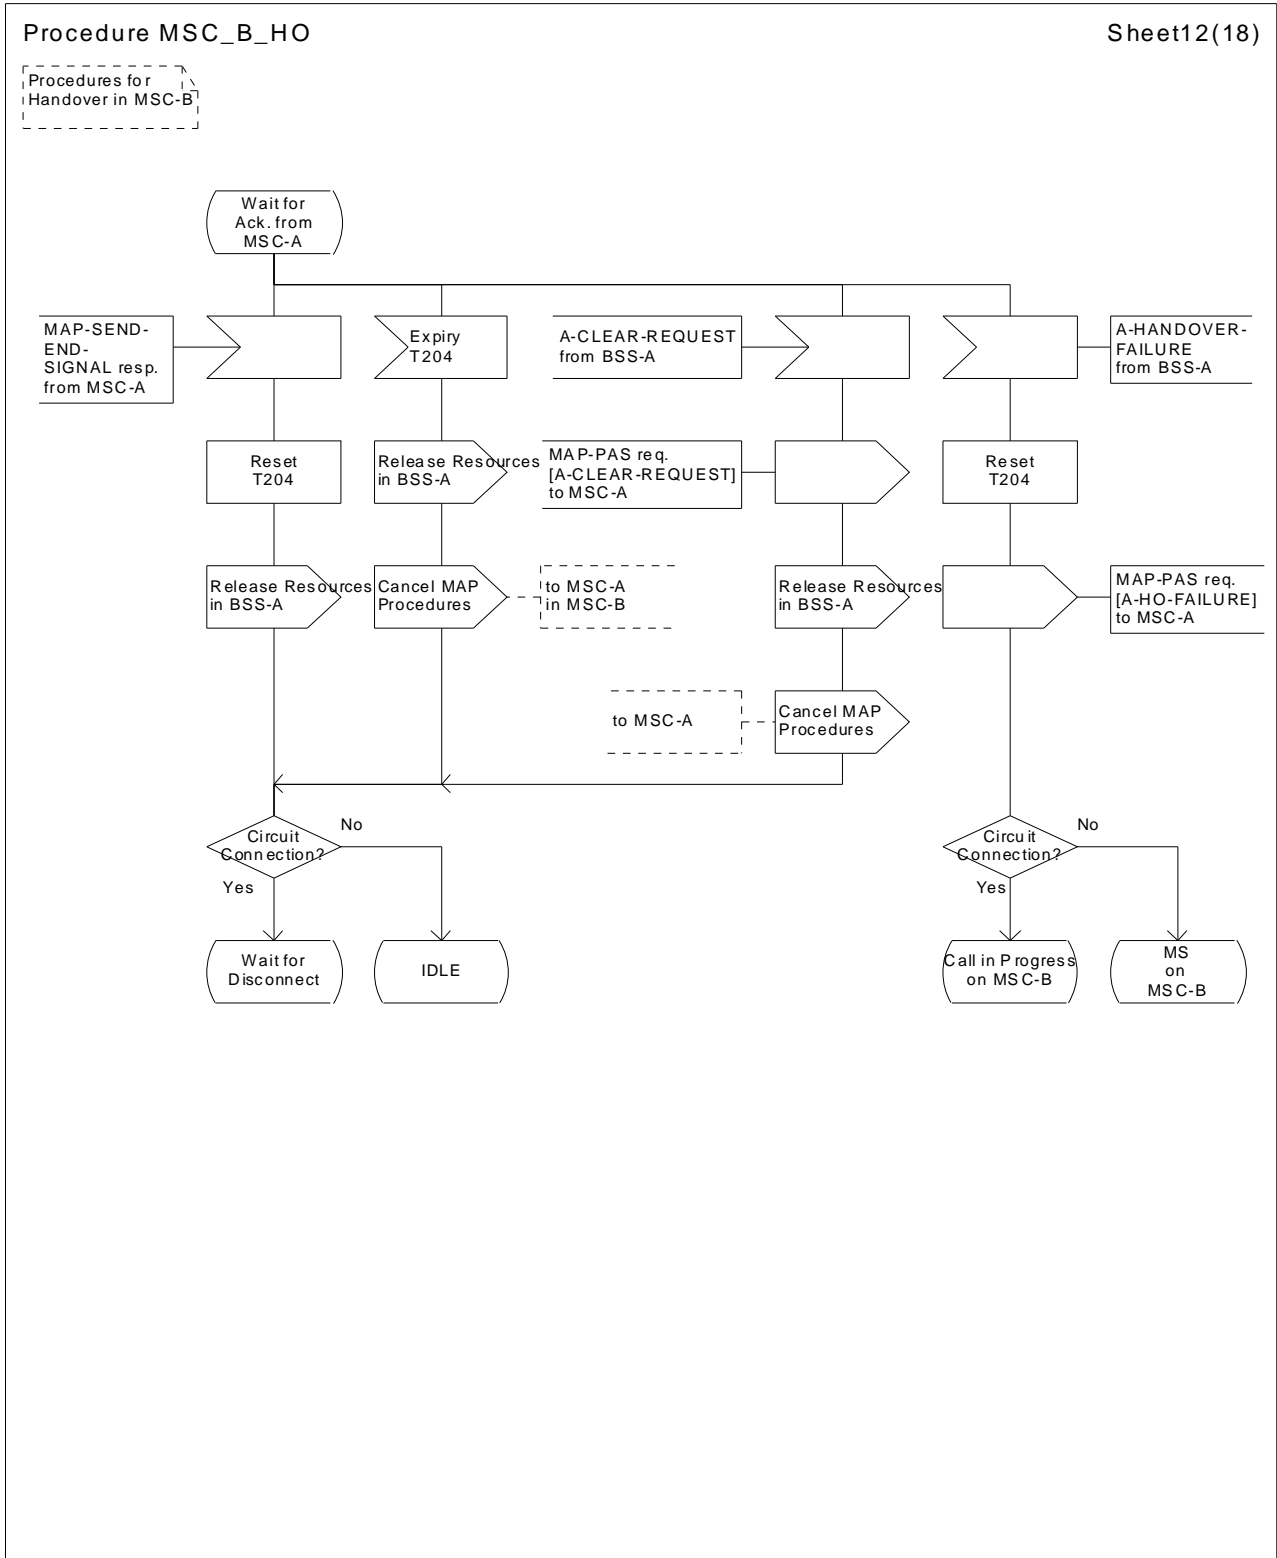 Procedure MSC_B_HO
Sheet12(18)
Procedures for
Handover in MSC-B
Wait for
Ack. from
MSC-A
MAP-SEND-
END-
SIGNAL resp.
from MSC-A
Expiry
T204
A-CLEAR-REQUEST
from BSS-A
A-HANDOVER-
FAILURE
from BSS-A
Reset
T204
Release Resources
in BSS-A
MAP-PAS req.
[A-CLEAR-REQUEST]
to MSC-A
Reset
T204
Release Resources
in BSS-A
Cancel MAP
Procedures
to MSC-A
in MSC-B
Release Resources
in BSS-A
MAP-PAS req.
[A-HO-FAILURE]
to MSC-A
to MSC-A
Cancel MAP
Procedures
Circuit
Connection?
No
Yes
Circuit
Connection?
No
Yes
Wait for
Disconnect
IDLE
Call in Progress
on MSC-B
MS
on
MSC-B